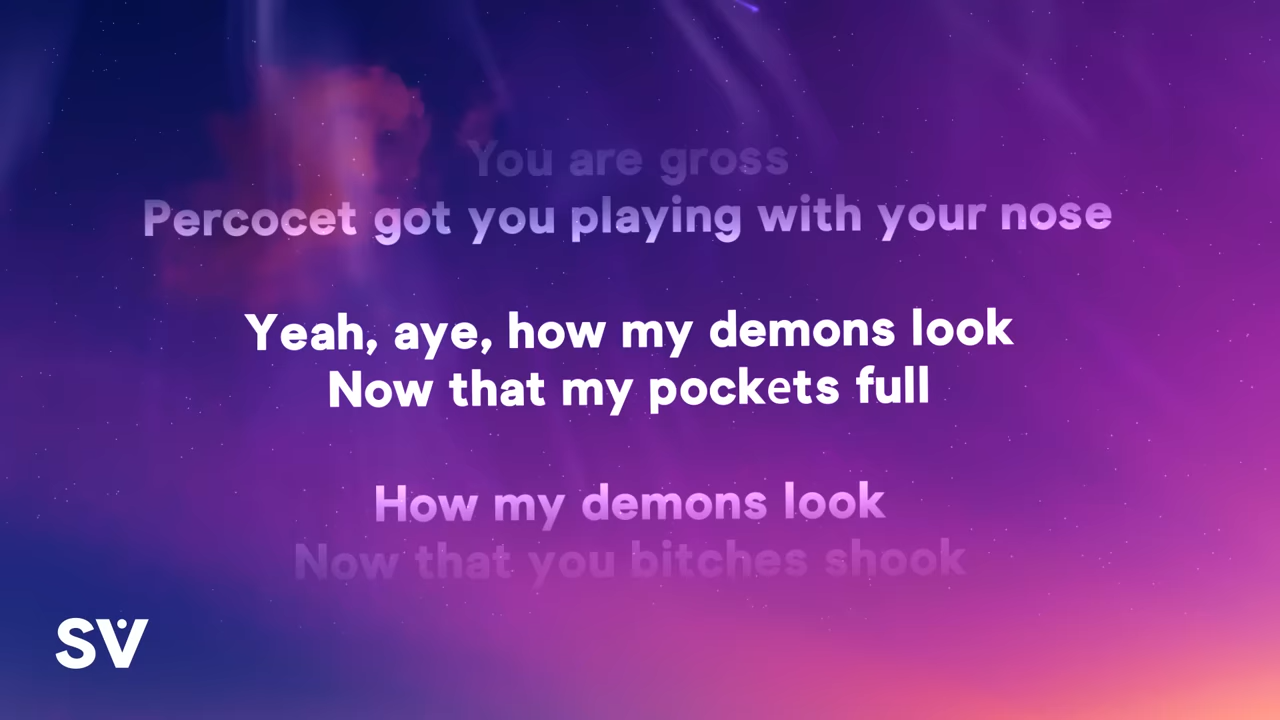 You are gross
Percocet got you playing with your nose
Yeah, aye, how my demons look
Now that my pockets full
How my demons look
Now that you bitches shook
SV